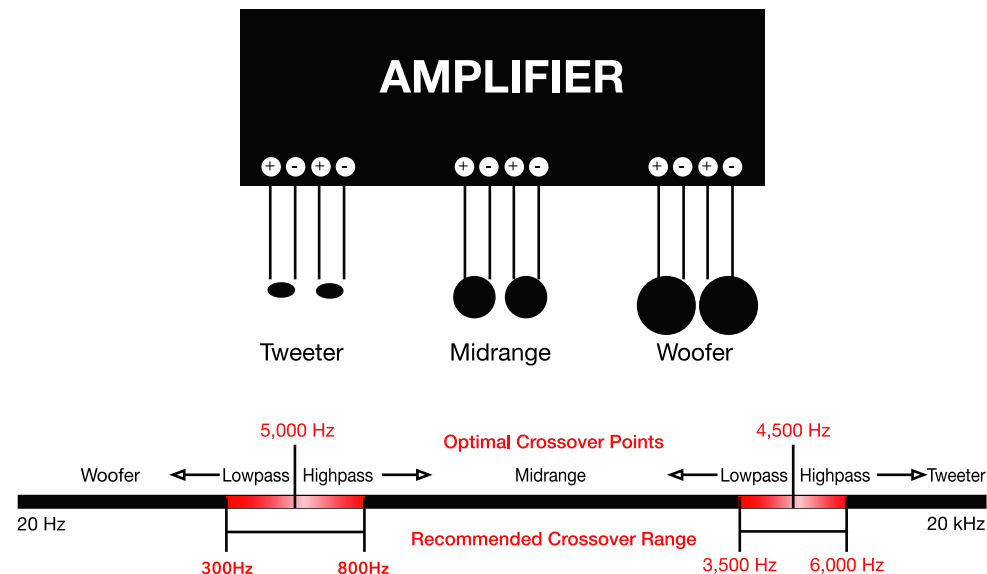 AMPLIFIER
+ - + - + - + - + - + -
Tweeter Midrange Woofer
5,000 Hz Optimal Crossover Points 4,500 Hz
Woofer Lowpass Highpass Midrange Lowpass Highpass Tweeter
20 Hz 20 kHz
Recommended Crossover Range
300Hz 800Hz 3,500 Hz 6,000 Hz